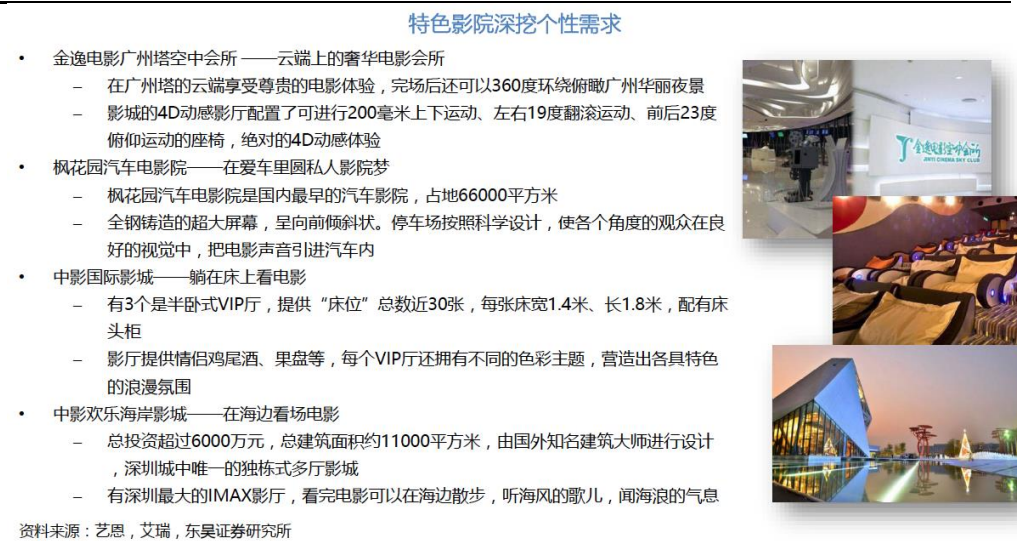 特色影院深挖个性需求
• 金逸电影广州塔空中会所 ——云端上的奢华电影会所
– 在广州塔的云端享受尊贵的电影体验，完场后还可以360度环绕俯瞰广州华丽夜景
– 影城的4D动感影厅配置了可进行200毫米上下运动、左右19度翻滚运动、前后23度
俯仰运动的座椅，绝对的4D动感体验
• 枫花园汽车电影院——在爱车里圆私人影院梦
– 枫花园汽车电影院是国内最早的汽车影院，占地66000平方米
– 全钢铸造的超大屏幕，呈向前倾斜状。停车场按照科学设计，使各个角度的观众在良
好的视觉中，把电影声音引进汽车内
• 中影国际影城——躺在床上看电影
– 有3个是半卧式VIP厅，提供“床位”总数近30张，每张床宽1.4米、长1.8米，配有床
头柜
– 影厅提供情侣鸡尾酒、果盘等，每个VIP厅还拥有不同的色彩主题，营造出各具特色
的浪漫氛围
• 中影欢乐海岸影城——在海边看场电影
– 总投资超过6000万元，总建筑面积约11000平方米，由国外知名建筑大师进行设计
，深圳城中唯一的独栋式多厅影城
– 有深圳最大的IMAX影厅，看完电影可以在海边散步，听海风的歌儿，闻海浪的气息
金逸电影空中会所
JINYI CINEMA SKY CLUB
资料来源：艺恩，艾瑞，东吴证券研究所